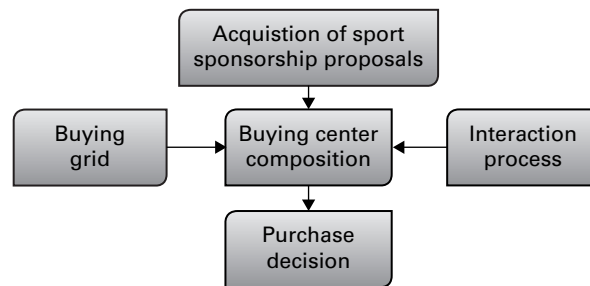 Acquistion of sport
sponsorship proposals
Buying
grid
Buying center
composition
Interaction
process
Purchase
decision